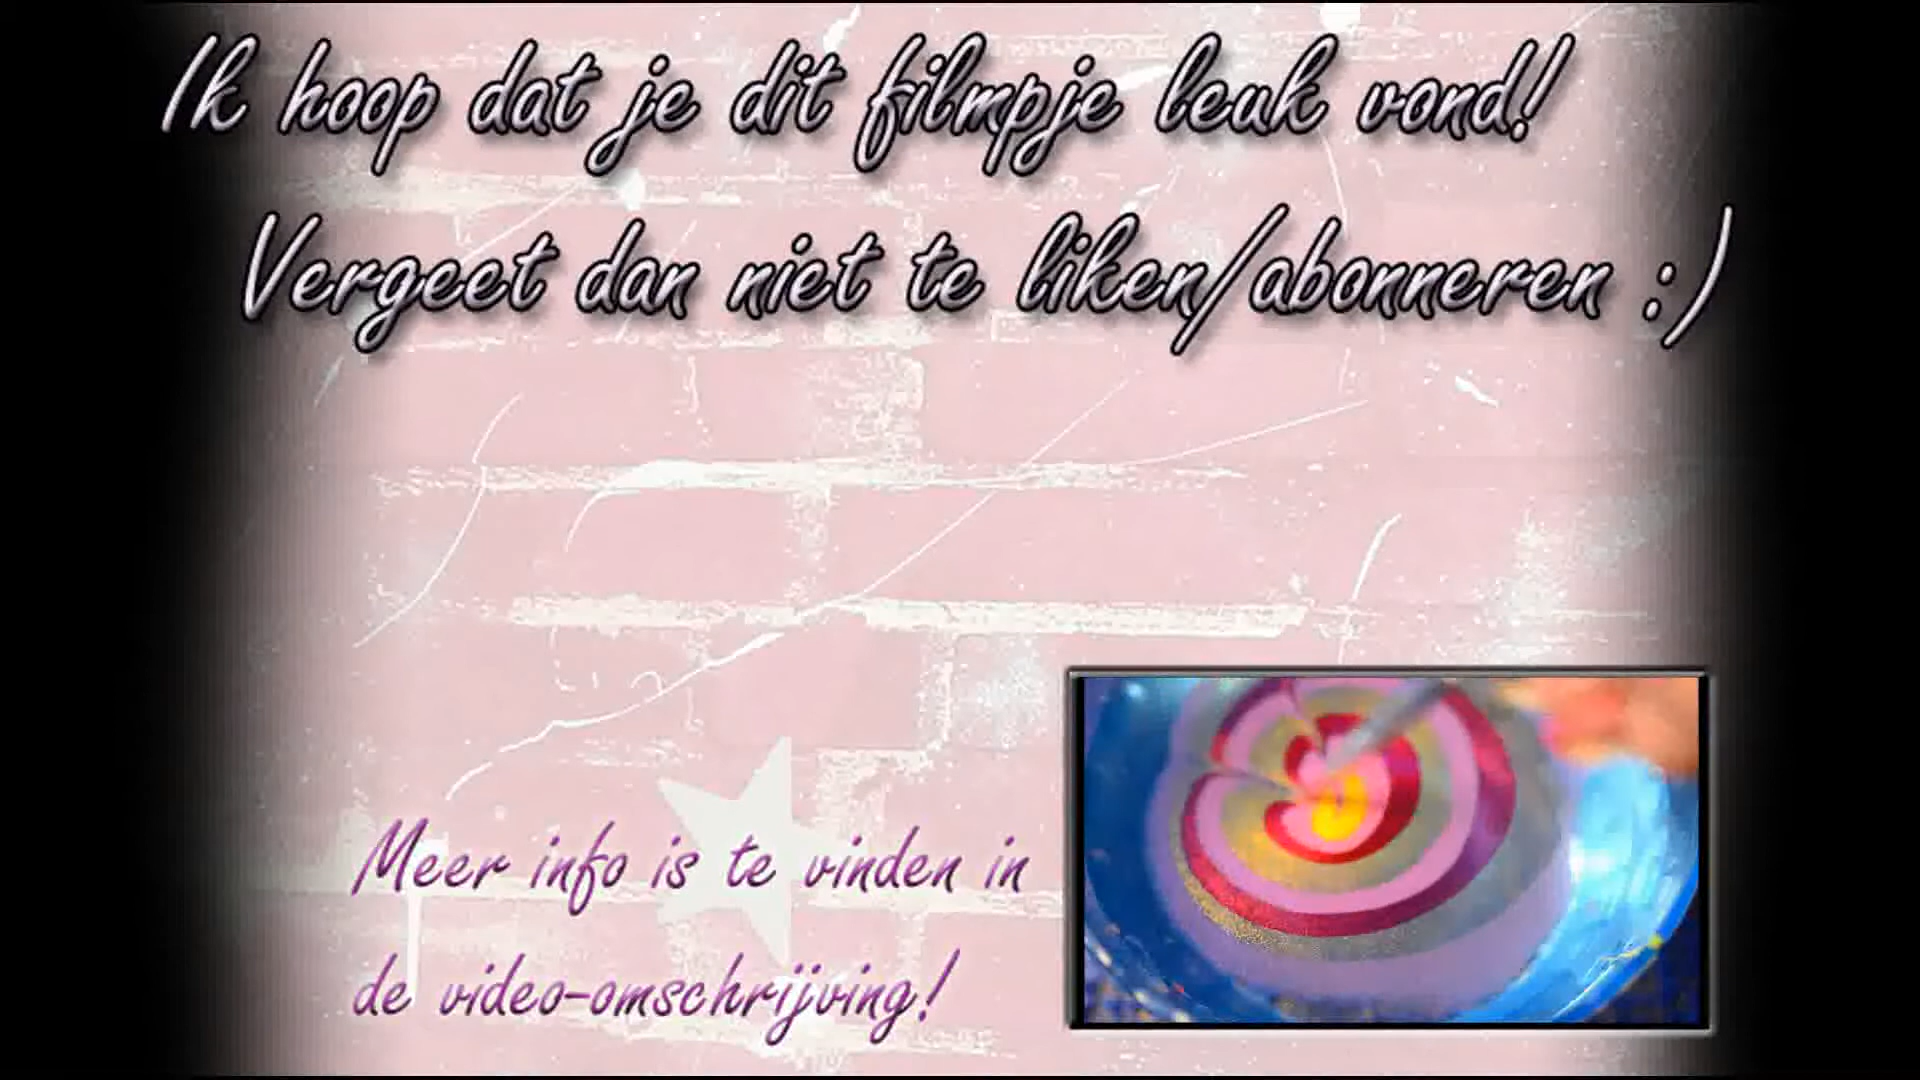 Ik hoop dat je dit filmpje leuk vond!
Vergeet dan niet te liken/abonneren :)
Meer info is te vinden in
de video-omschrijving!